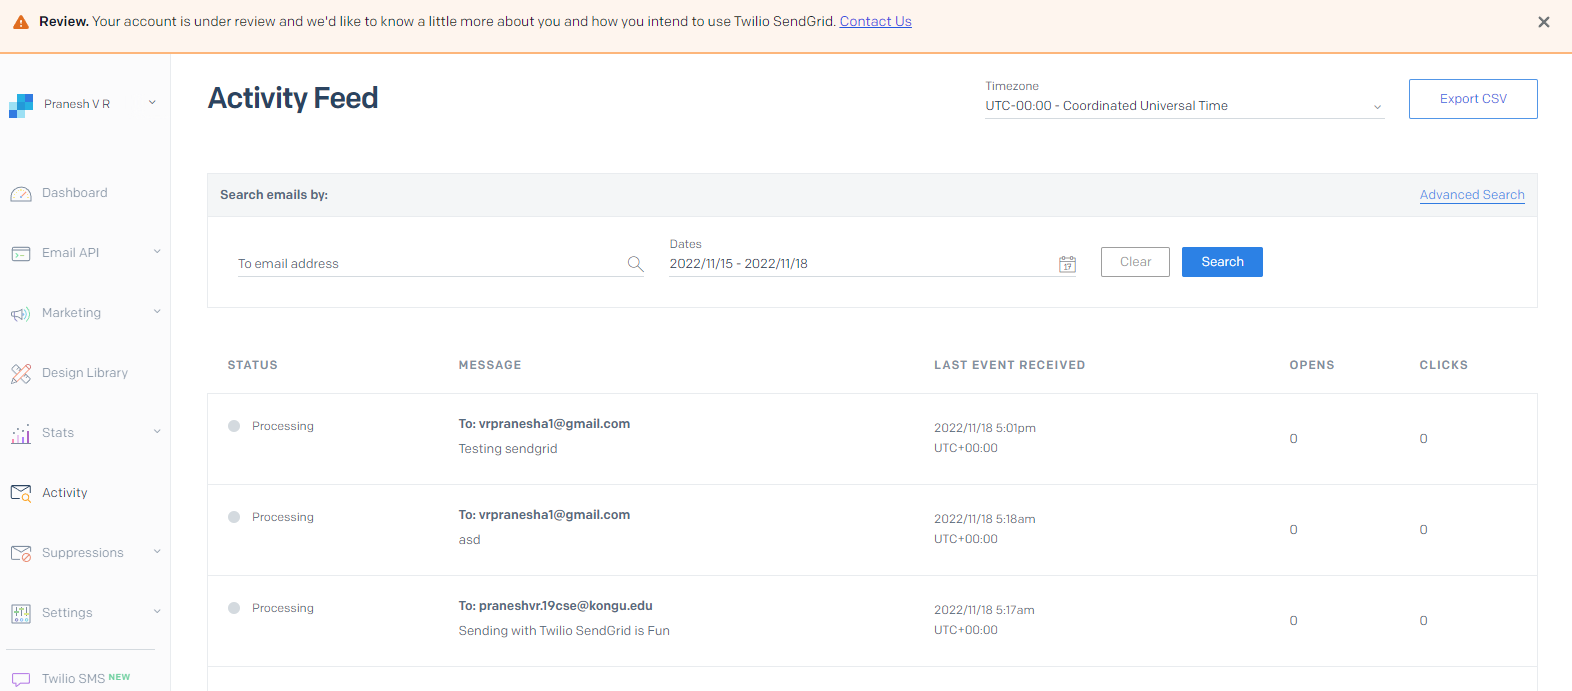 Review. Your account is under review and we'd like to know a little more about you and how you intend to use Twilio SendGrid. Contact Us
Pranesh V R
Dashboard
Email API
Marketing
Design Library
Stats
Activity
Suppressions
Settings
Twilio SMS NEW
Activity Feed
Timezone
UTC-00:00 - Coordinated Universal Time
Export CSV
Search emails by:
Advanced Search
To email address
Dates
2022/11/15 - 2022/11/18
17
Clear
Search
STATUS MESSAGE LAST EVENT RECEIVED OPENS CLICKS
Processing
To: vrpranesha1@gmail.com
Testing sendgrid
2022/11/18 5:01pm
UTC+00:00
0
0
Processing
To: vrpranesha1@gmail.com
asd
2022/11/18 5:18am
UTC+00:00
0
0
Processing
To: praneshvr.19cse@kongu.edu
Sending with Twilio SendGrid is Fun
2022/11/18 5:17am
UTC+00:00
0
0